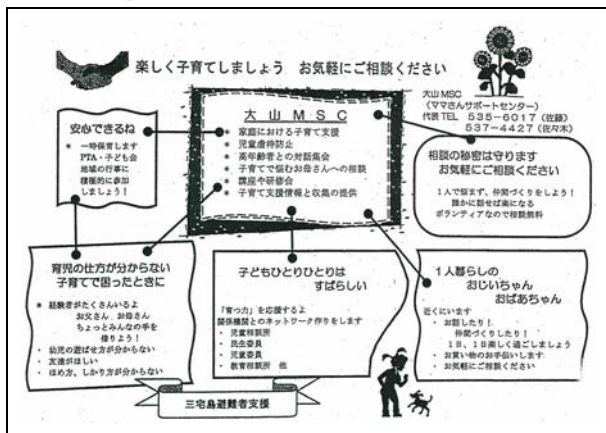 楽しく子育てしましょう　お気軽にご相談ください
大山MSC
(ママさんサポートセンター)
代表TEL　535-6017（佐藤）
537-4427（佐々木）
安心できるね
＊　一時保育します
PTA・子ども会
地域の行事に
積極的に参加
しましょう！
大山MSC
＊　家庭における子育て支援
＊　児童虐待防止
＊　高年齢者との対話集会
＊　子育てで悩むお母さんへの相談
＊　講座や研修会
＊　子育て支援情報と収集の提供
相談の秘密は守ります
お気軽にご相談ください
１人で悩まず、仲間づくりをしよう！
誰かに話せば楽になる
ボランティアなので相談無料
育児の仕方が分からない
子育てで困ったときに
＊　経験者がたくさんいるよ
お父さん　お母さん
ちょっとみんなの手を
借りよう！
・　幼児の遊ばせ方が分からない
・　友達がほしい
・　ほめ方、しかり方が分からない
子どもひとりひとりは
すばらしい
「育つ力」を応援するよ
関係機関とのネットワーク作りをします
・　児童相談所
・　民生委員
・　児童委員
・　教育相談所　他
１人暮らしの
おじいちゃん
おばあちゃん
近くにいます
・　お話したり！
仲間づくりしたり！
１日、１日楽しく過ごしましょう
・　お買い物のお手伝いします
・　お気軽にご相談ください
三宅島避難者支援